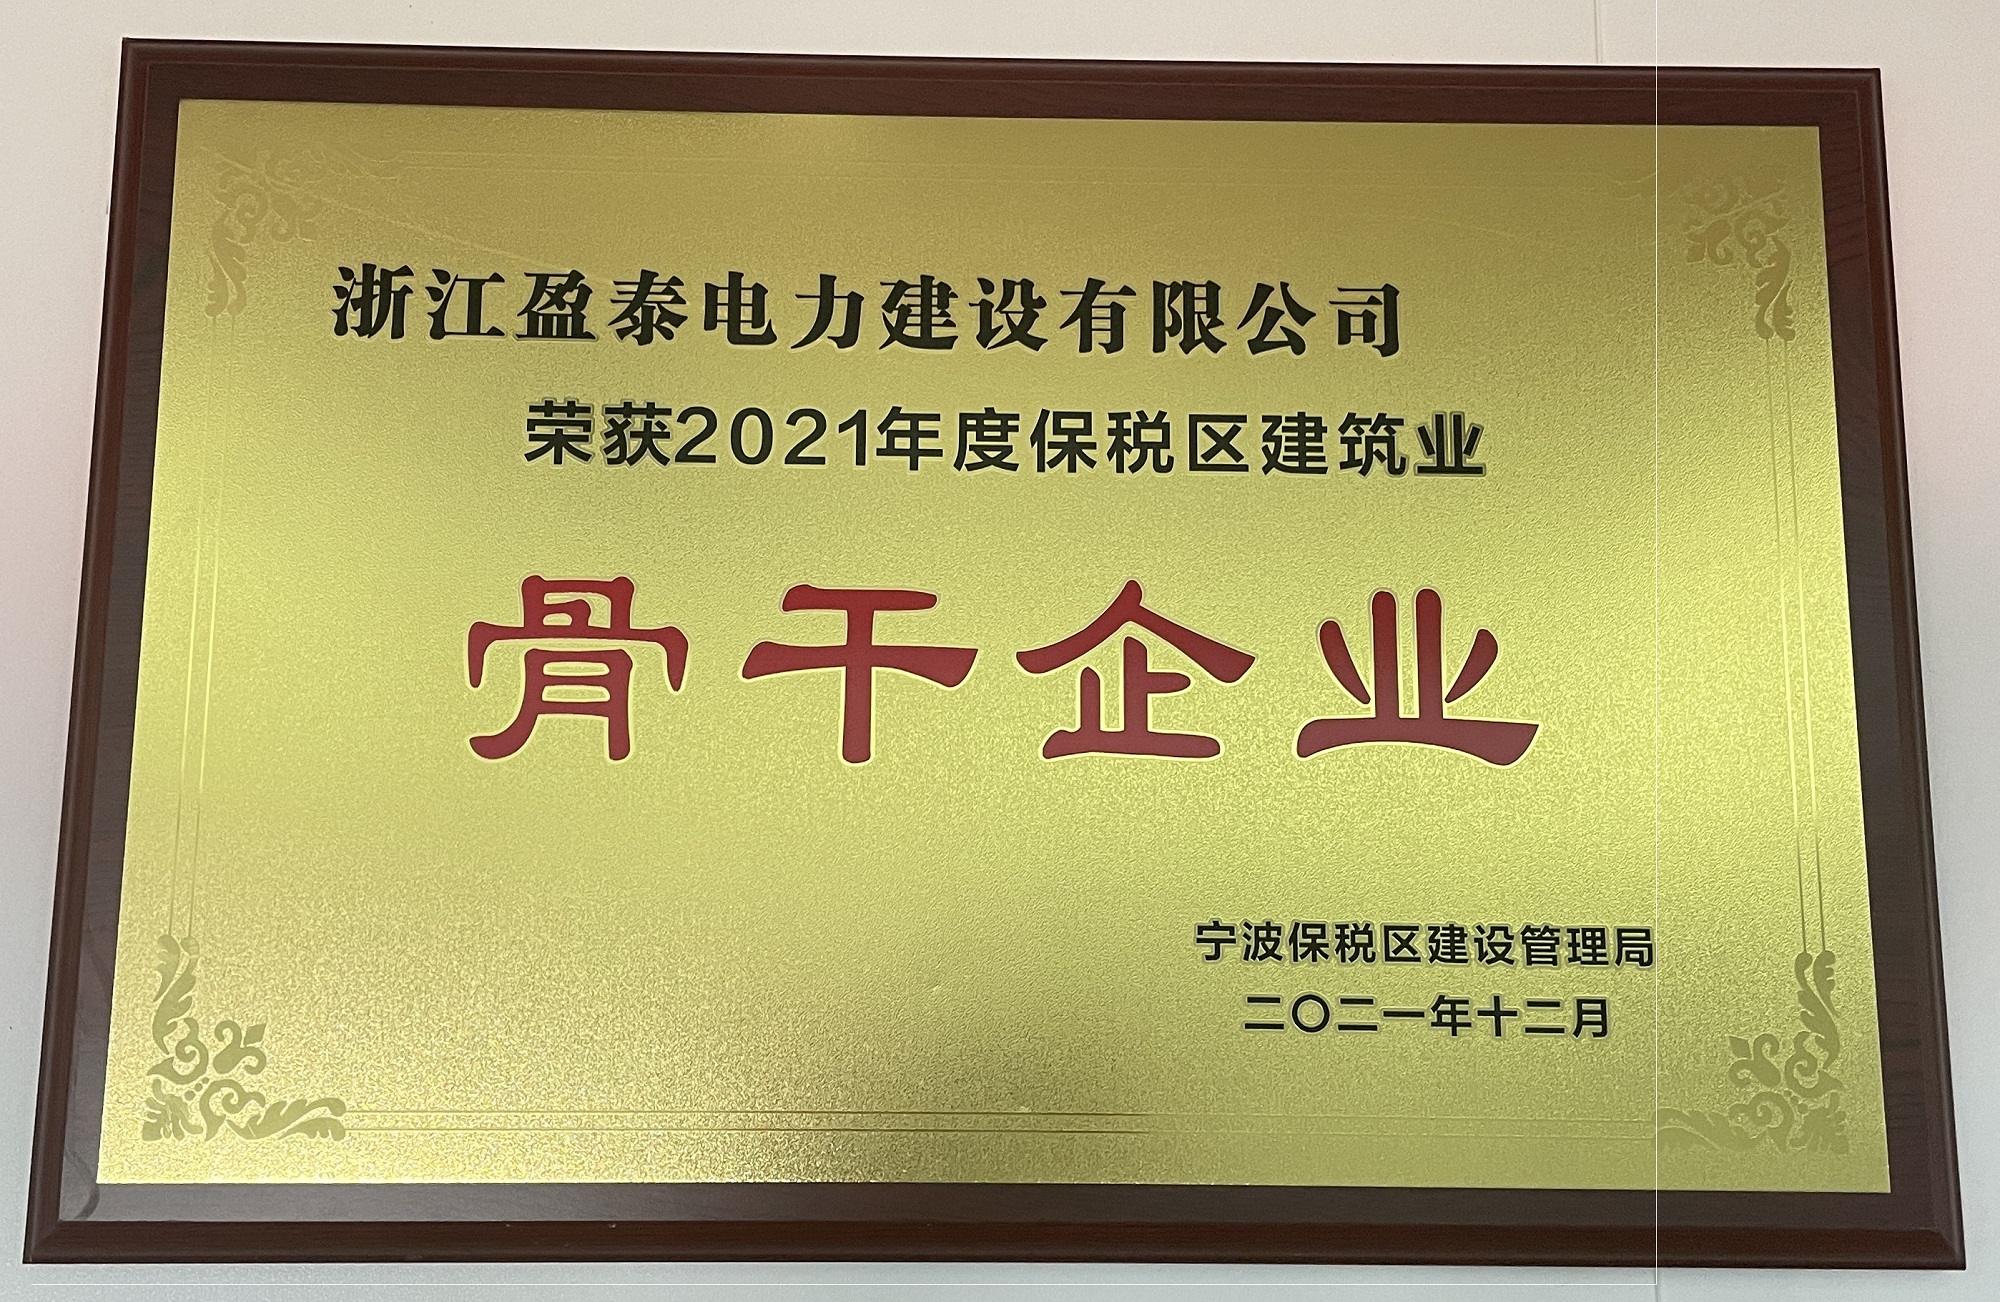 浙江盈泰电力建设有限公司
荣获2021年度保税区建筑业
骨干企业
宁波保税区建设管理局
二〇二一年十二月